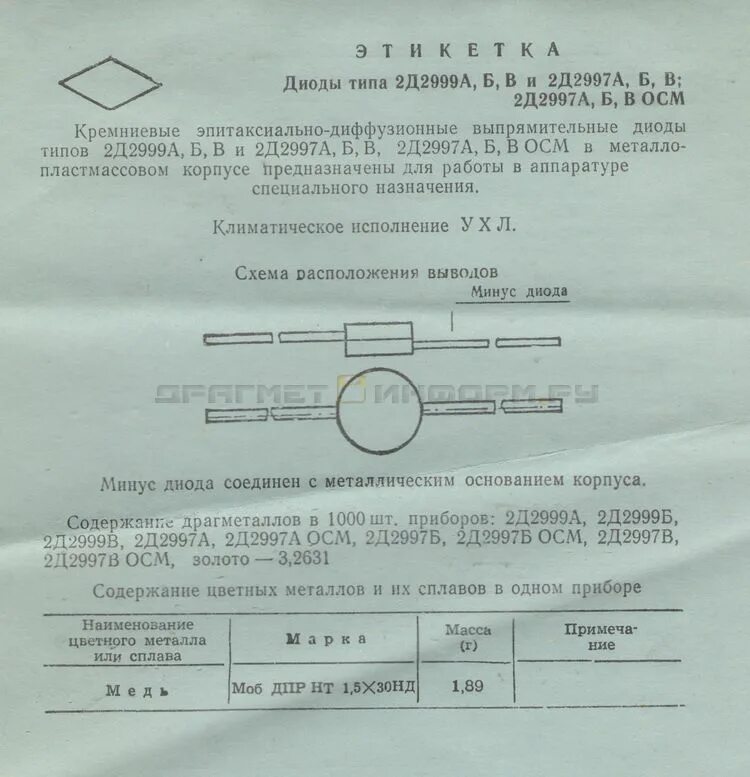 ЭТИКЕТКА
Диоды типа 2Д2999А, Б, В и 2Д2997А, Б, В;
2Д2997А, Б, В ОСМ
Кремниевые эпитаксиально-диффузионные выпрямительные диоды
типов 2Д2999А, Б, В и 2Д2997А, Б, В, 2Д2997А, Б, В ОСМ в металло-
пластмассовом корпусе предназначены для работы в аппаратуре
специального назначения.
Климатическое исполнение УХЛ.
Схема расположения выводов
Минус диода
ДРАГМЕТ ИНФОРМ.РУ
Минус диода соединен с металлическим основанием корпуса.
Содержание драгметаллов в 1000 шт. приборов: 2Д2999А, 2Д2999Б,
2Д2999В, 2Д2997А, 2Д2997А ОСМ, 2Д2997Б, 2Д2997Б ОСМ, 2Д2997В,
2Д2997В ОСМ, золото — 3,2631
Содержание цветных металлов и их сплавов в одном приборе
Наименование
цветного металла
или сплава
Марка
Масса
(г)
Примеча-
ние
Медь
Моб ДПР НТ 1,5×30НД
1,89